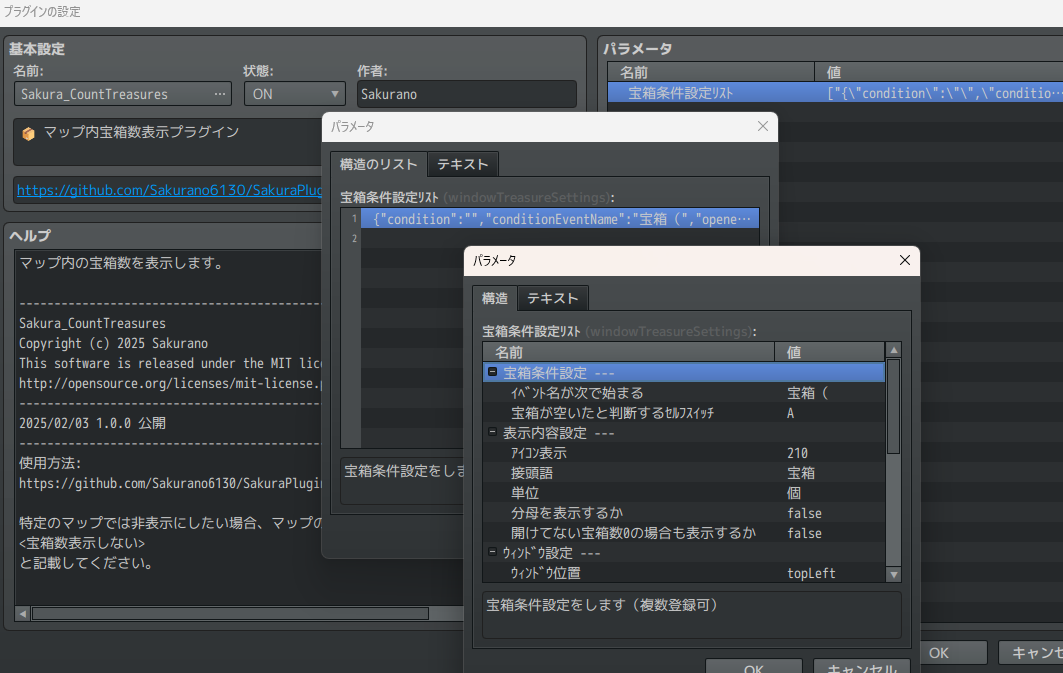 プラグインの設定
基本設定
名前:
状態:
作者:
Sakura_CountTreasures
ON
Sakurano
マップ内宝箱数表示プラグイン
https://github.com/Sakurano6130/SakuraPlug
ヘルプ
マップ内の宝箱数を表示します。
Sakura_CountTreasures
Copyright (c) 2025 Sakurano
This software is released under the MIT lic
http://opensource.org/licenses/mit-license.p
2025/02/03 1.0.0 公開
使用方法:
https://github.com/Sakurano6130/SakuraPlugi
特定のマップでは非表示にしたい場合、マップの
<宝箱数表示しない>
と記載してください。
パラメータ
名前 値
宝箱条件設定リスト ["{\"condition\":\"\",\"conditio…
パラメータ
構造のリスト テキスト
宝箱条件設定リスト (windowTreasureSettings):
1 {"condition":"","conditionEventName":"宝箱（","opene…
2
宝箱条件設定をしま
パラメータ
構造 テキスト
宝箱条件設定リスト (windowTreasureSettings):
名前 値
宝箱条件設定 ---
ｲﾍﾞﾝﾄ名が次で始まる 宝箱（
宝箱が空いたと判断するｾﾙﾌｽｲｯﾁ A
表示内容設定 ---
ｱｲｺﾝ表示 210
接頭語 宝箱
単位 個
分母を表示するか false
開けてない宝箱数0の場合も表示するか false
ｳｨﾝﾄﾞｳ設定 ---
ｳｨﾝﾄﾞｳ位置 topLeft
宝箱条件設定をします（複数登録可）
OK キャンセル
OK キャンセ